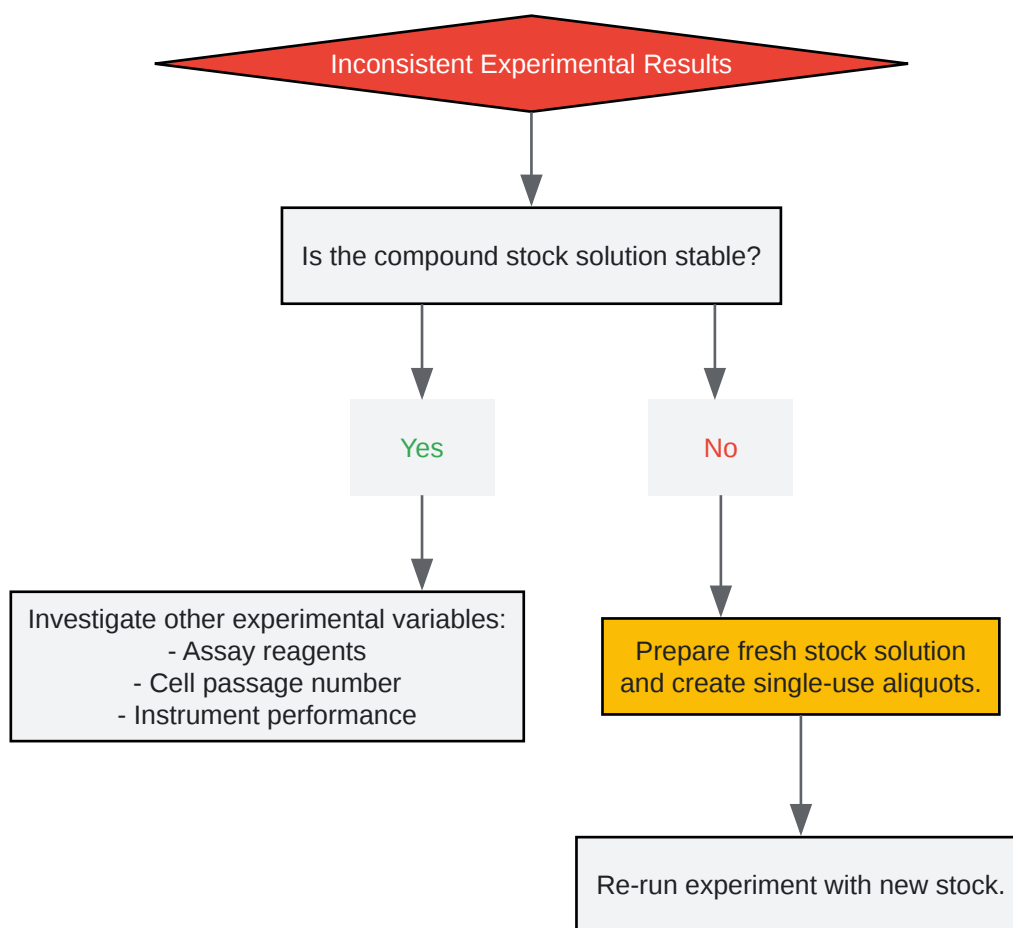 Inconsistent Experimental Results
Is the compound stock solution stable?
Yes
No
Investigate other experimental variables:
- Assay reagents
- Cell passage number
- Instrument performance
Prepare fresh stock solution
and create single-use aliquots.
Re-run experiment with new stock.